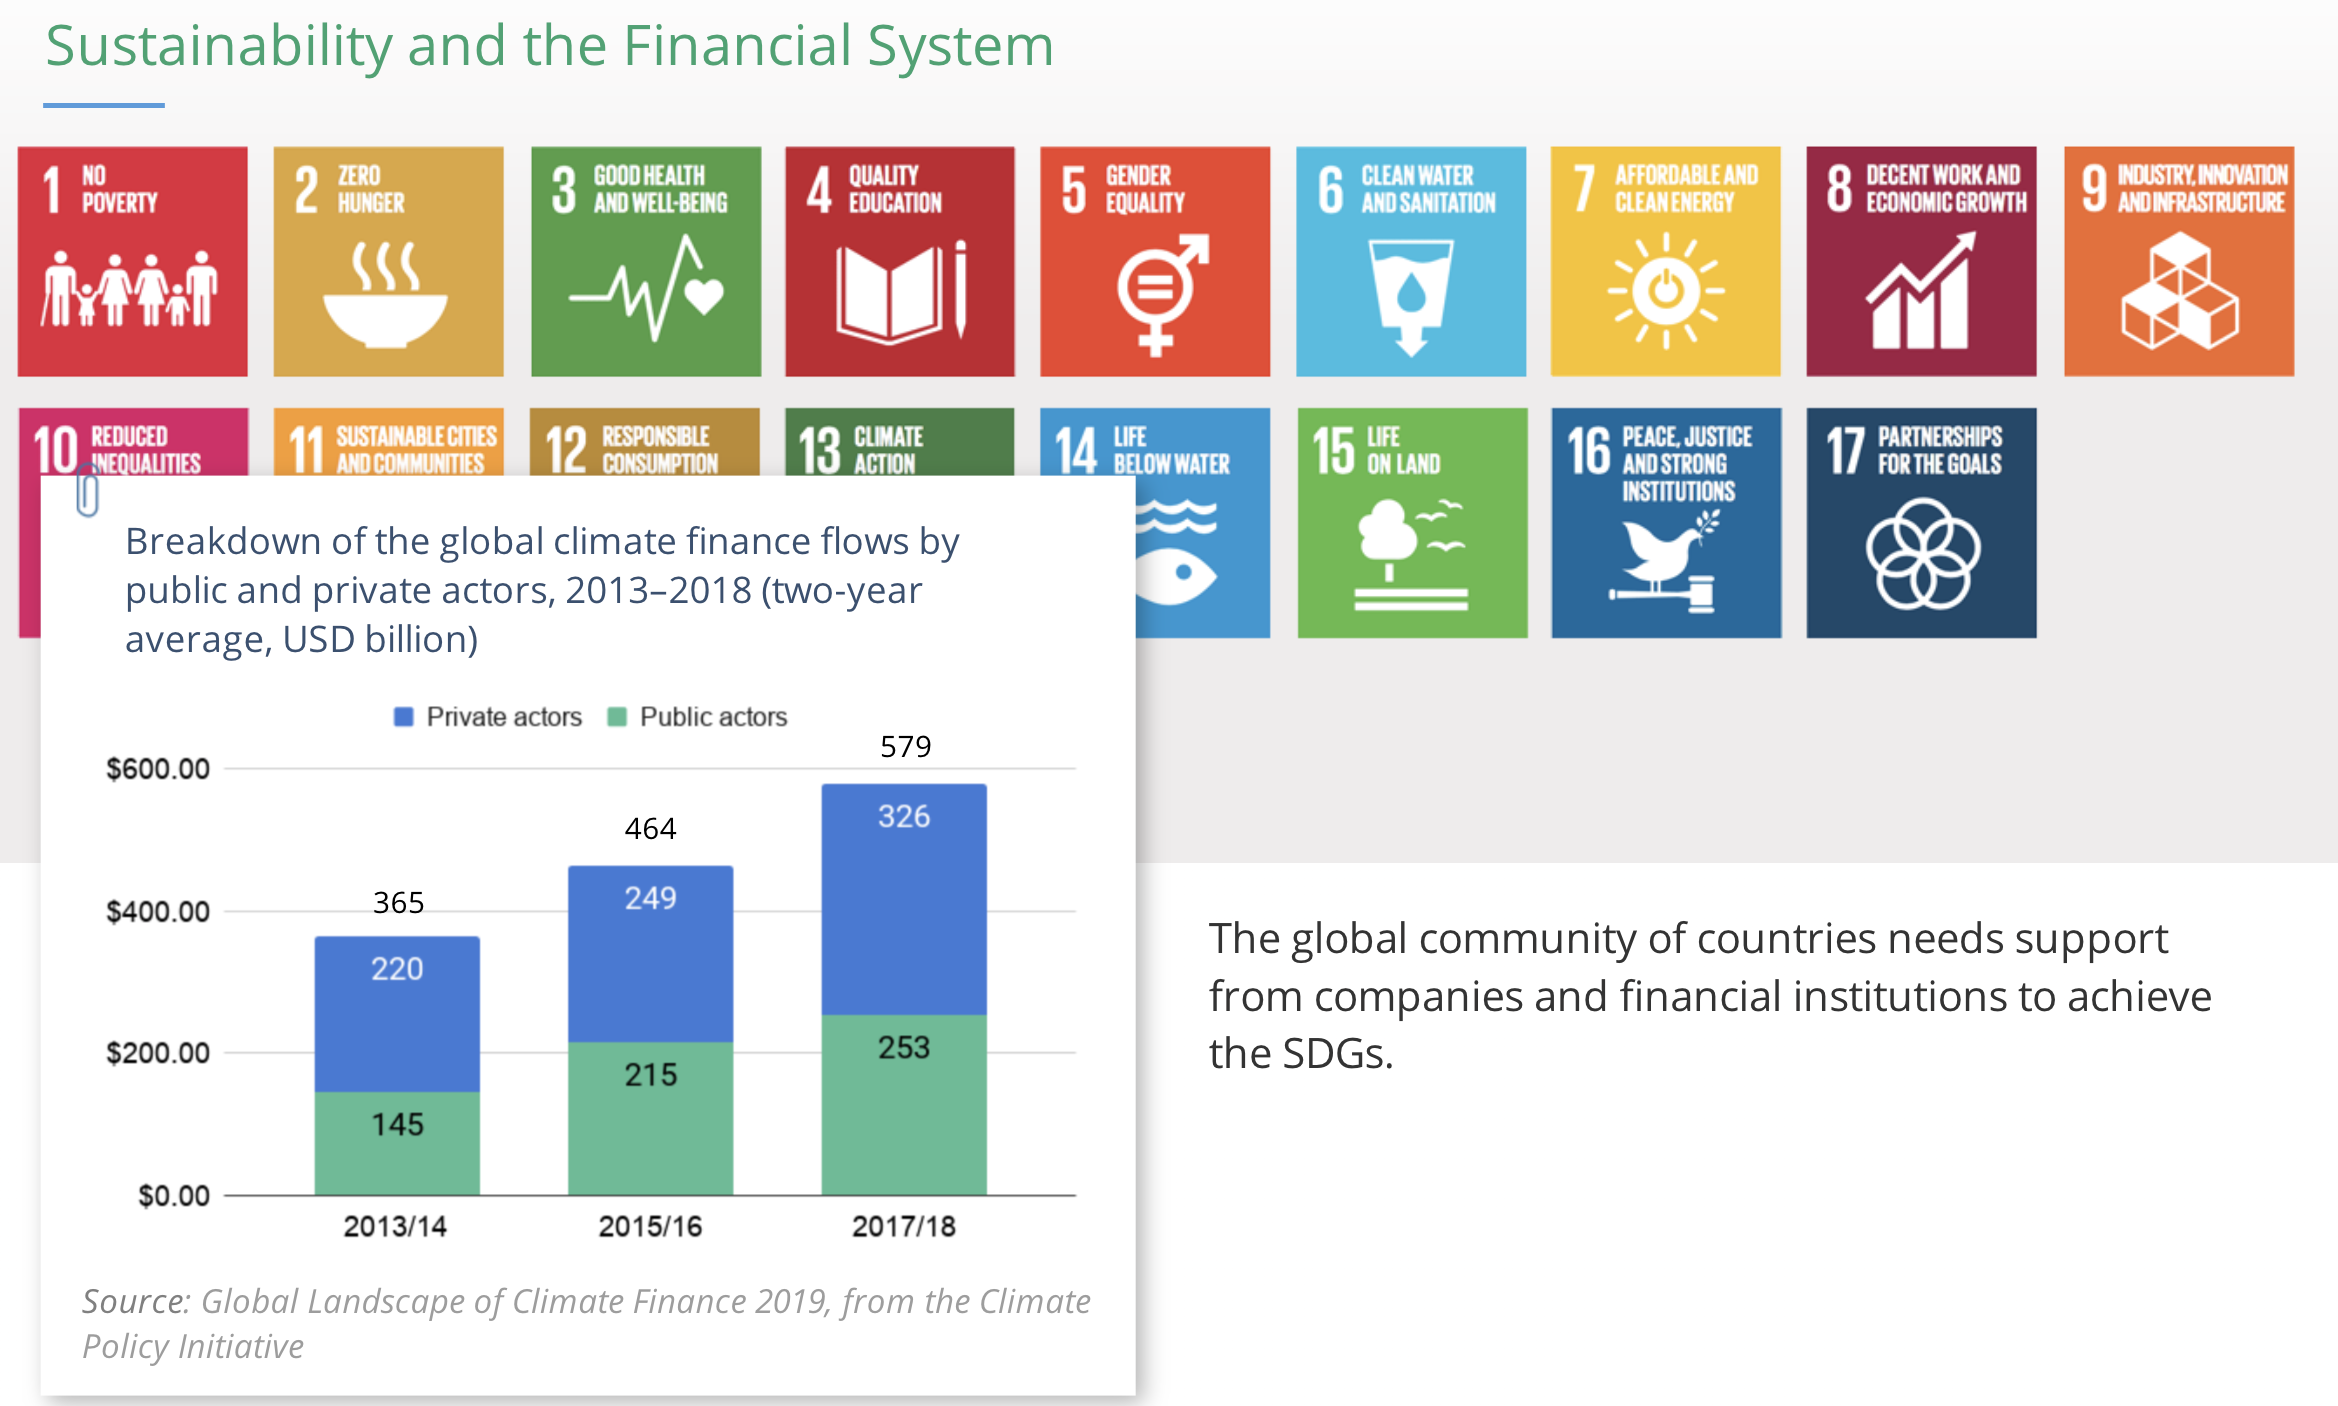 Sustainability and the Financial System
1 NO
POVERTY
2 ZERO
HUNGER
3 GOOD HEALTH
AND WELL-BEING
4 QUALITY
EDUCATION
5 GENDER
EQUALITY
6 CLEAN WATER
AND SANITATION
7 AFFORDABLE AND
CLEAN ENERGY
8 DECENT WORK AND
ECONOMIC GROWTH
9 INDUSTRY, INNOVATION
AND INFRASTRUCTURE
10 REDUCED
INEQUALITIES
11 SUSTAINABLE CITIES
AND COMMUNITIES
12 RESPONSIBLE
CONSUMPTION
13 CLIMATE
ACTION
14 LIFE
BELOW WATER
15 LIFE
ON LAND
16 PEACE, JUSTICE
AND STRONG
INSTITUTIONS
17 PARTNERSHIPS
FOR THE GOALS
Breakdown of the global climate finance flows by
public and private actors, 2013–2018 (two-year
average, USD billion)
Private actors Public actors
579
$600.00
326
464
365
249
$400.00
220
253
$200.00
215
145
$0.00
2013/14 2015/16 2017/18
Source: Global Landscape of Climate Finance 2019, from the Climate
Policy Initiative
The global community of countries needs support
from companies and financial institutions to achieve
the SDGs.